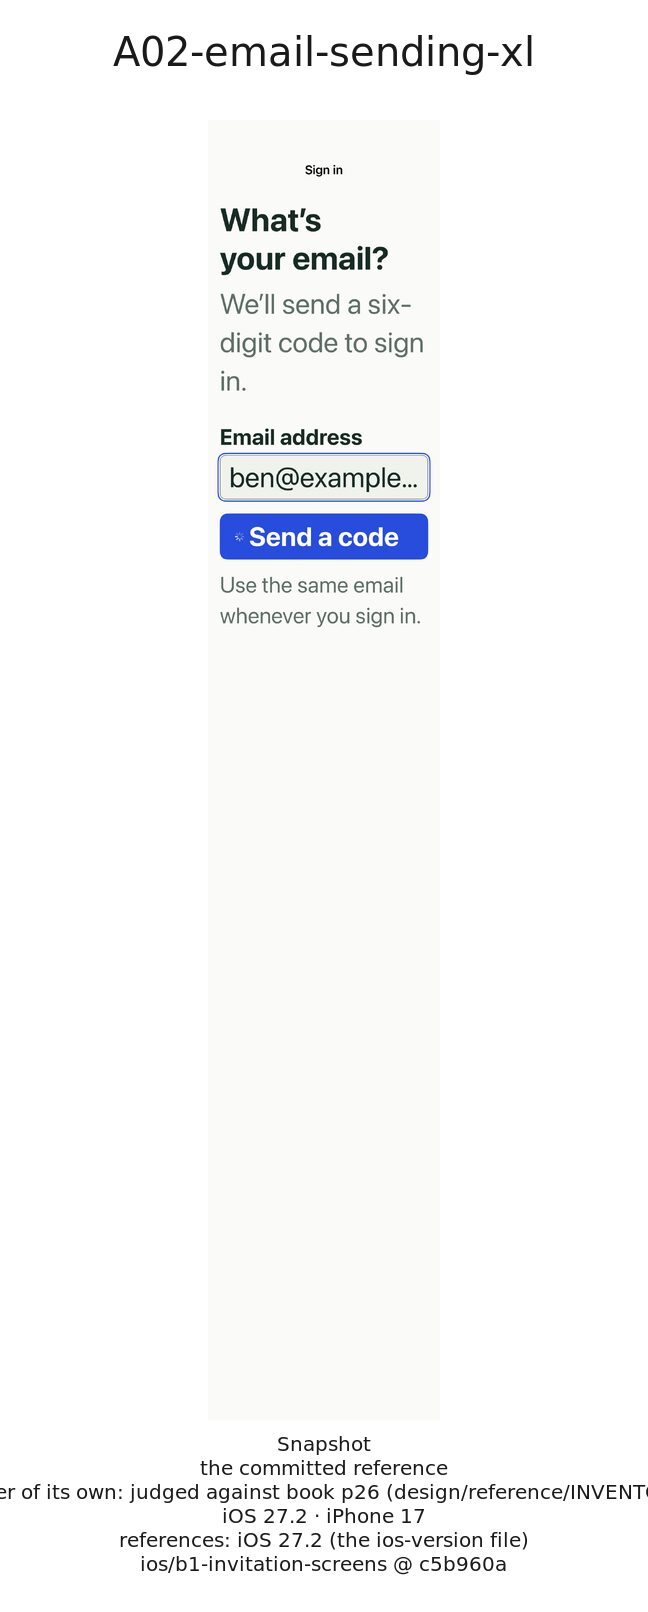 A02-email-sending-xl
Sign in
What’s
your email?
We’ll send a six-
digit code to sign
in.
Email address
ben@example…
Send a code
Use the same email
whenever you sign in.
Snapshot
the committed reference
of its own: judged against book p26 (design/reference/
iOS 27.2 · iPhone 17
references: iOS 27.2 (the ios-version file)
ios/b1-invitation-screens @ c5b960a